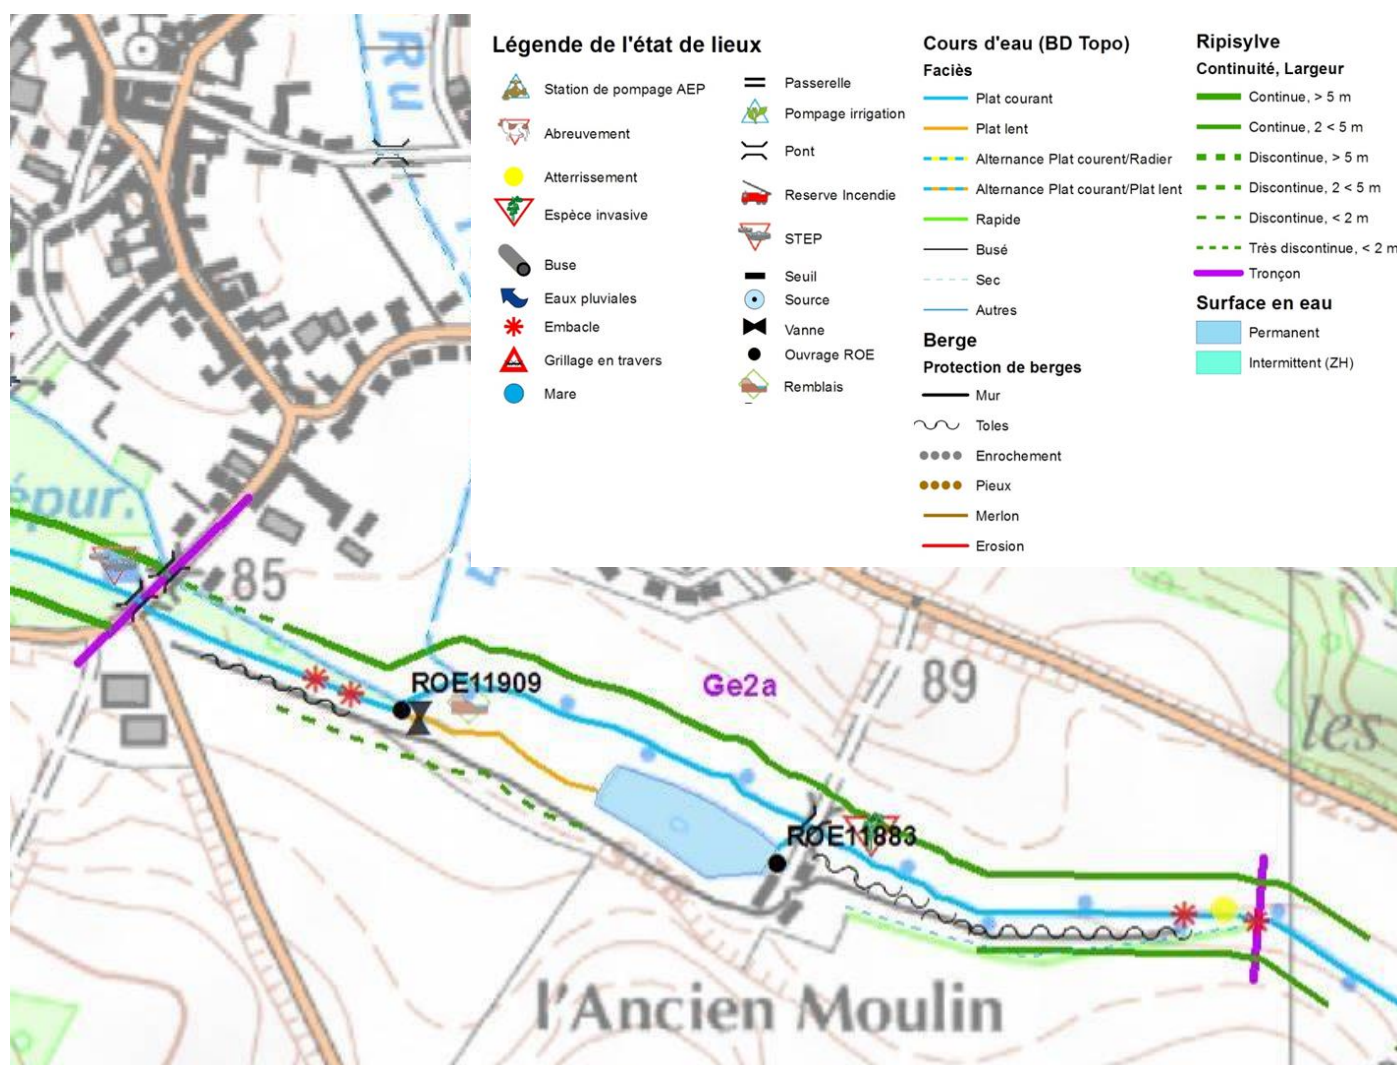 Ru
Légende de l'état de lieux
Station de pompage AEP
Abreuvement
Atterrissement
Espèce invasive
Buse
Eaux pluviales
Embacle
Grillage en travers
Mare
Passerelle
Pompage irrigation
Pont
Reserve Incendie
STEP
Seuil
Source
Vanne
Ouvrage ROE
Remblais
Cours d'eau (BD Topo)
Faciès
Plat courant
Plat lent
Alternance Plat courent/Radier
Alternance Plat courant/Plat lent
Rapide
Busé
Sec
Autres
Berge
Protection de berges
Mur
Toles
Enrochement
Pieux
Merlon
Erosion
Ripisylve
Continuité, Largeur
Continue, > 5 m
Continue, 2 < 5 m
Discontinue, > 5 m
Discontinue, 2 < 5 m
Discontinue, < 2 m
Très discontinue, < 2 m
Tronçon
Surface en eau
Permanent
Intermittent (ZH)
épur.
85
ROE11909
Ge2a
89
les
82.5
ROE11883
l'Ancien Moulin